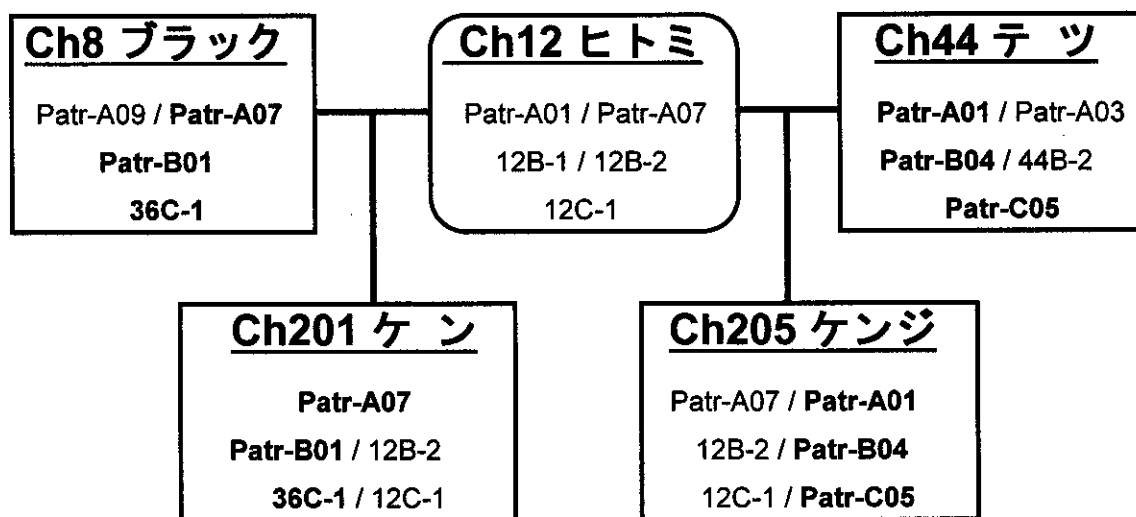 Ch8 ブラック
Patr-A09 / Patr-A07
Patr-B01
36C-1
Ch12 ヒトミ
Patr-A01 / Patr-A07
12B-1 / 12B-2
12C-1
Ch44 テ ツ
Patr-A01 / Patr-A03
Patr-B04 / 44B-2
Patr-C05
Ch201 ケ ン
Patr-A07
Patr-B01 / 12B-2
36C-1 / 12C-1
Ch205 ケンジ
Patr-A07 / Patr-A01
12B-2 / Patr-B04
12C-1 / Patr-C05